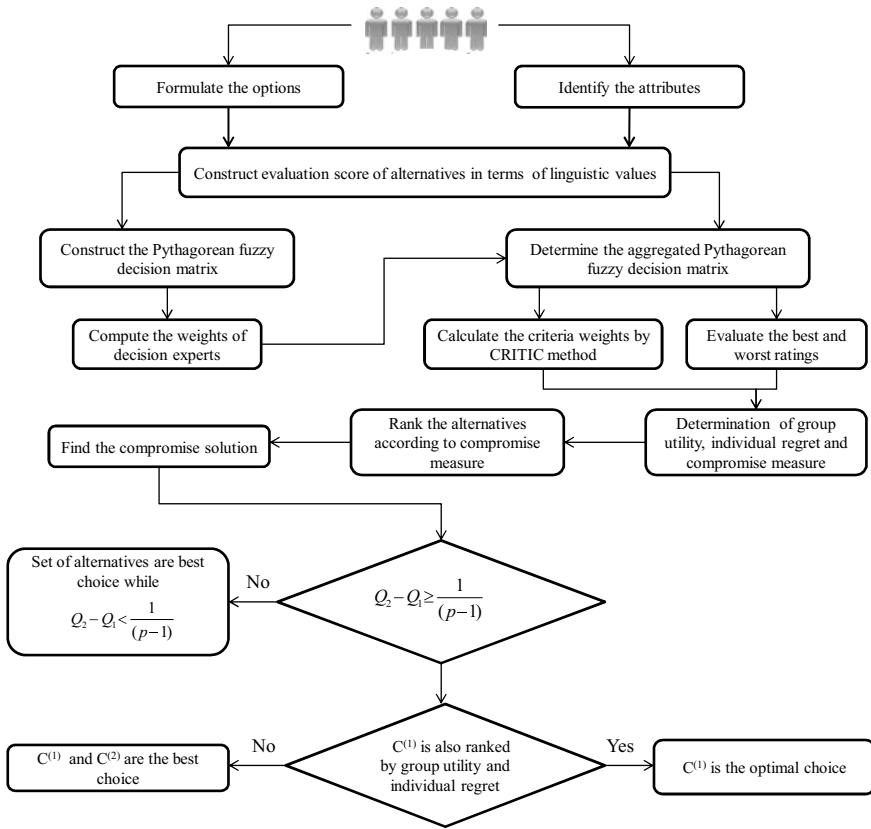 Formulate the options
Identify the attributes
Construct evaluation score of alternatives in terms of linguistic values
Construct the Pythagorean fuzzy
decision matrix
Determine the aggregated Pythagorean
fuzzy decision matrix
Compute the weights of
decision experts
Calculate the criteria weights by
CRITIC method
Evaluate the best and
worst ratings
Find the compromise solution
Rank the alternatives
according to compromise
measure
Determination of group
utility, individual regret and
compromise measure
Set of alternatives are best
choice while
Q₂ − Q₁ < 1/(p−1)
No
Q₂ − Q₁ ≥ 1/(p−1)
C⁽¹⁾ and C⁽²⁾ are the best
choice
No
C⁽¹⁾ is also ranked
by group utility and
individual regret
Yes
C⁽¹⁾ is the optimal choice